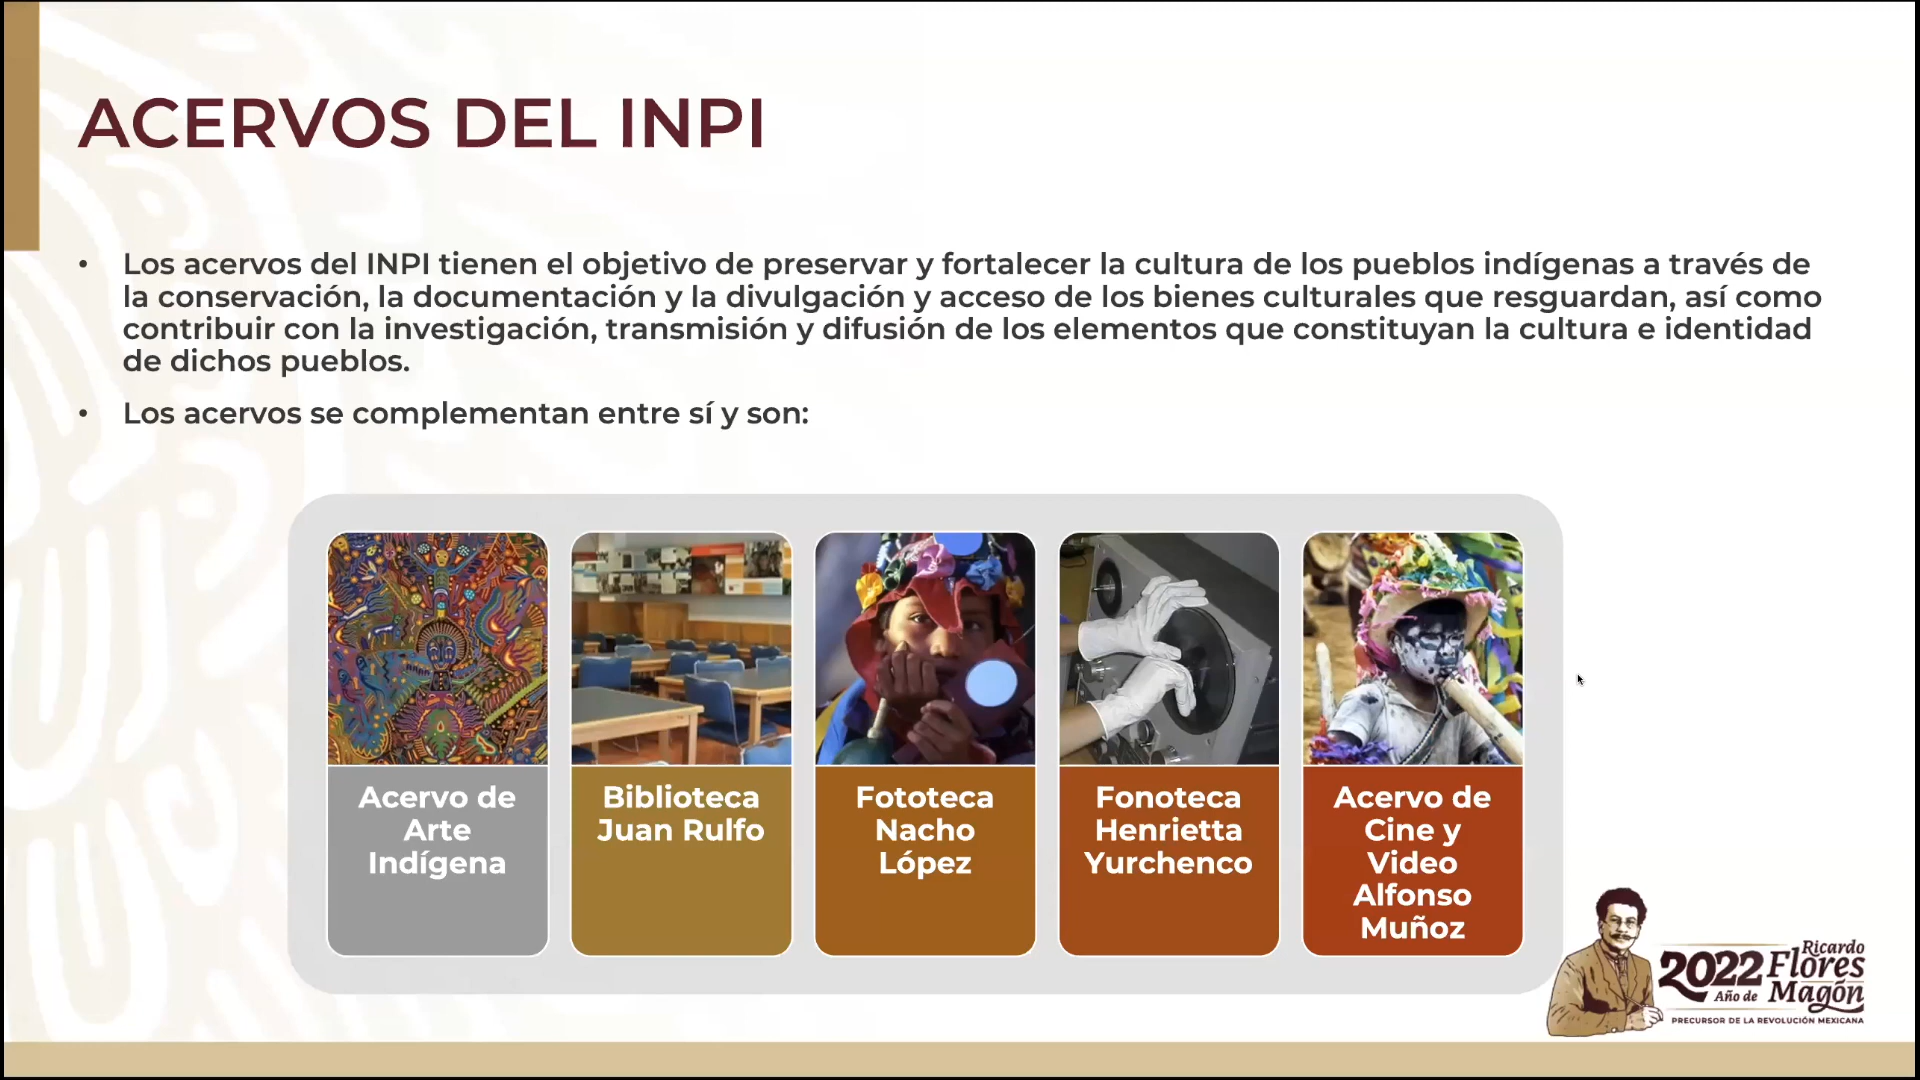 ACERVOS DEL INPI
• Los acervos del INPI tienen el objetivo de preservar y fortalecer la cultura de los pueblos indígenas a través de
la conservación, la documentación y la divulgación y acceso de los bienes culturales que resguardan, así como
contribuir con la investigación, transmisión y difusión de los elementos que constituyan la cultura e identidad
de dichos pueblos.
• Los acervos se complementan entre sí y son:
Acervo de
Arte
Indígena
Biblioteca
Juan Rulfo
Fototeca
Nacho
López
Fonoteca
Henrietta
Yurchenco
Acervo de
Cine y
Video
Alfonso
Muñoz
2022
Año de
Ricardo
Flores
Magón
PRECURSOR DE LA REVOLUCIÓN MEXICANA